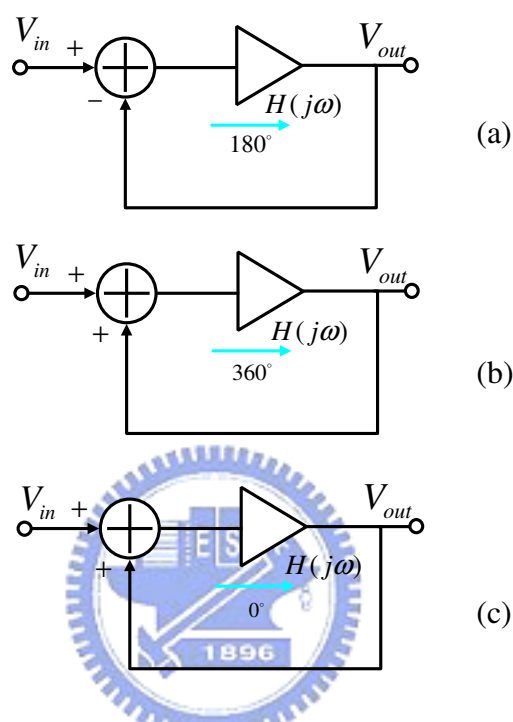 V_in + V_out
−
H(jω)
180°
(a)
V_in + V_out
+
H(jω)
360°
(b)
V_in + V_out
+
E S
H(jω)
0°
(c)
1896